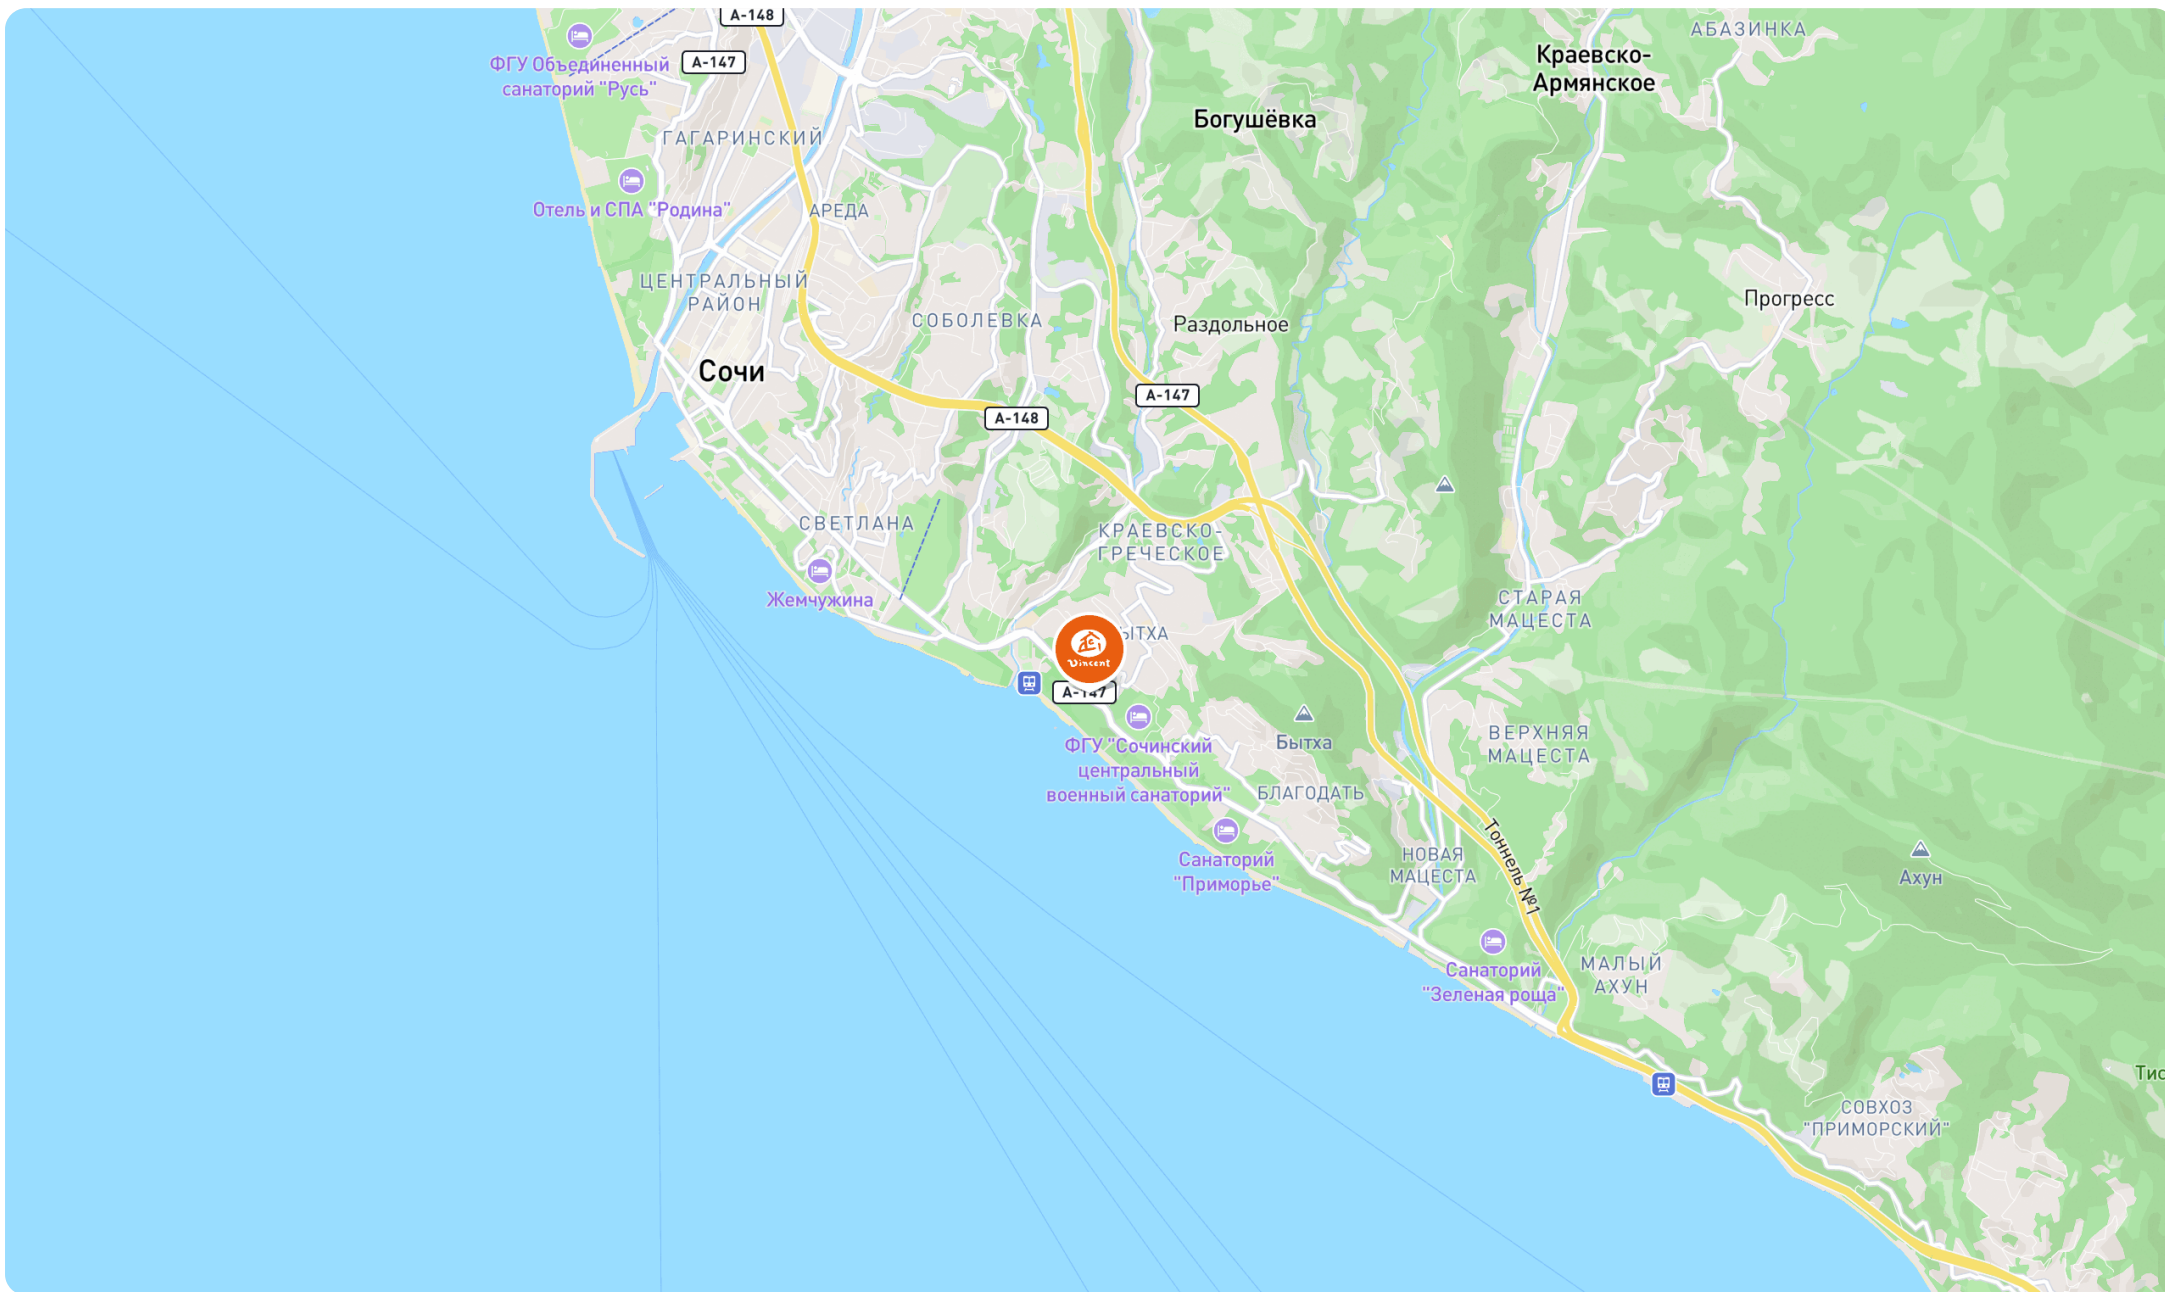 А-148
АБАЗИНКА
Краевско-
Армянское
ФГУ Объединенный
санаторий "Русь"
А-147
Богушёвка
ГАГАРИНСКИЙ
Отель и СПА "Родина"
АРЕДА
ЦЕНТРАЛЬНЫЙ
РАЙОН
Прогресс
СОБОЛЕВКА
Раздольное
Сочи
А-147
А-148
СВЕТЛАНА
КРАЕВСКО-
ГРЕЧЕСКОЕ
Жемчужина
СТАРАЯ
МАЦЕСТА
ЫТХА
Vincent
А-147
ФГУ "Сочинский
центральный
военный санаторий"
Бытха
ВЕРХНЯЯ
МАЦЕСТА
БЛАГОДАТЬ
Тоннель №1
Санаторий
"Приморье"
НОВАЯ
МАЦЕСТА
Ахун
Санаторий
"Зеленая роща"
МАЛЫЙ
АХУН
Тис
СОВХОЗ
"ПРИМОРСКИЙ"